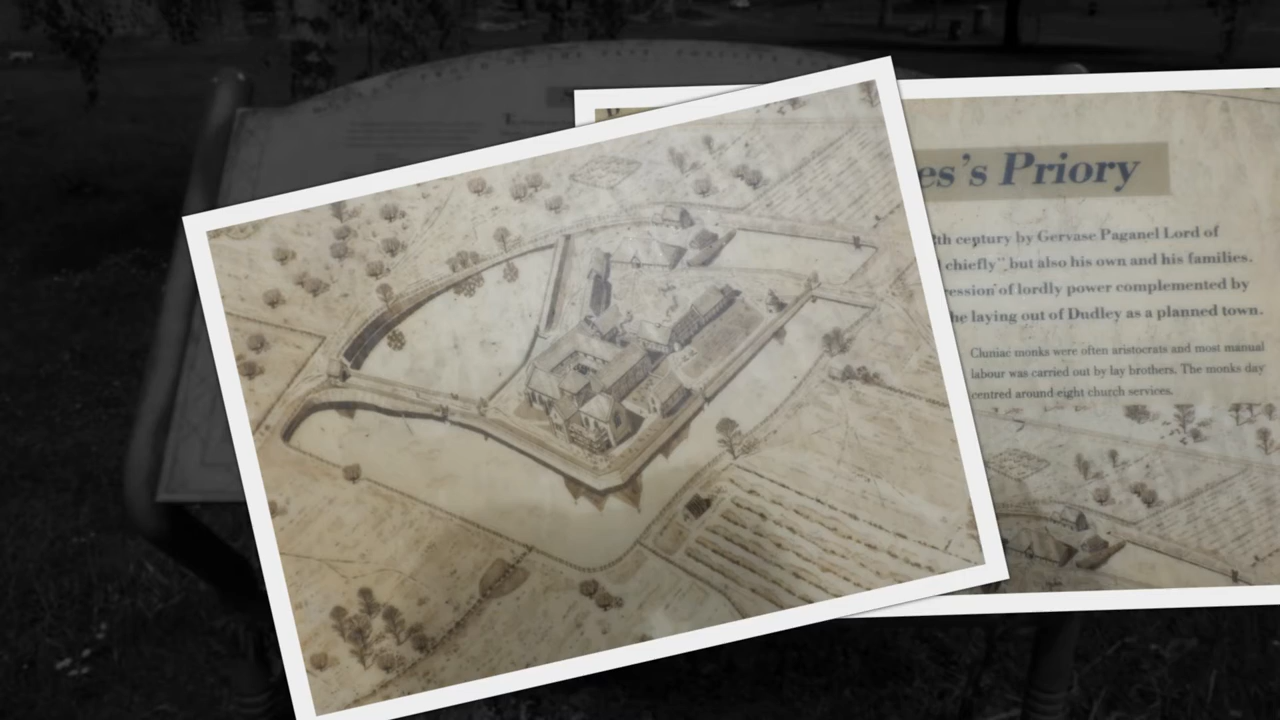 es's Priory
th century by Gervase Paganel Lord of
chiefly" but also his own and his families.
ression of lordly power complemented by
he laying out of Dudley as a planned town.
Cluniac monks were often aristocrats and most manual
labour was carried out by lay brothers. The monks day
centred around eight church services.